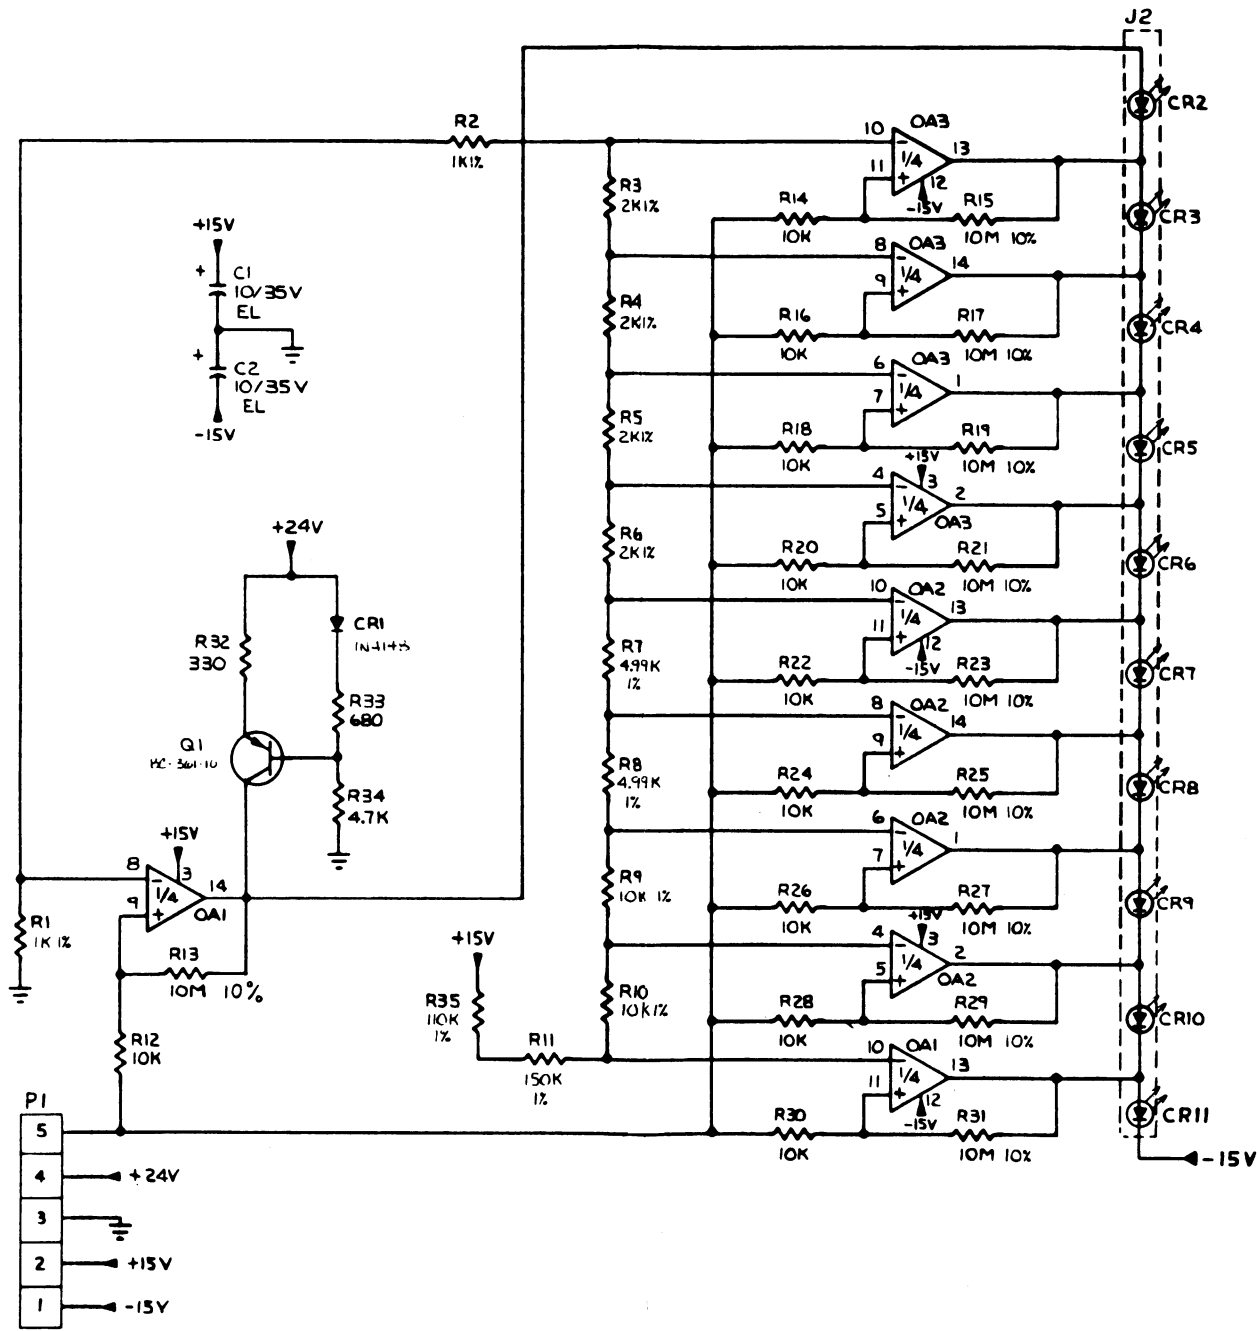 J2
CR2
R2
1K1%
10
OA3
13
1/4
11
12
-15V
R3
2K1%
R14
10K
R15
10M 10%
CR3
+15V
+
C1
10/35V
EL
8
OA3
14
1/4
9
R4
2K1%
R16
10K
R17
10M 10%
CR4
+
C2
10/35V
EL
-15V
6
OA3
1
1/4
7
R5
2K1%
R18
10K
R19
10M 10%
CR5
+15V
4
3
2
1/4
5
OA3
+24V
R6
2K1%
R20
10K
R21
10M 10%
CR6
10
OA2
13
1/4
11
12
-15V
CR1
R32
330
R7
4.99K
1%
R22
10K
R23
10M 10%
CR7
R33
680
8
OA2
14
1/4
9
Q1
R8
4.99K
1%
R24
10K
R25
10M 10%
CR8
R34
4.7K
+15V
6
OA2
1
1/4
7
8
3
14
1/4
9
OA1
R9
10K 1%
R26
10K
R27
10M 10%
CR9
R1
1K 1%
+15V
4
3
2
1/4
5
OA2
+15V
R13
10M 10%
R35
110K
1%
R10
10K1%
R28
10K
R29
10M 10%
CR10
R12
10K
R11
150K
1%
10
OA1
13
1/4
11
12
-15V
P1
R30
10K
R31
10M 10%
CR11
5
-15V
4
+24V
3
2
+15V
1
-15V